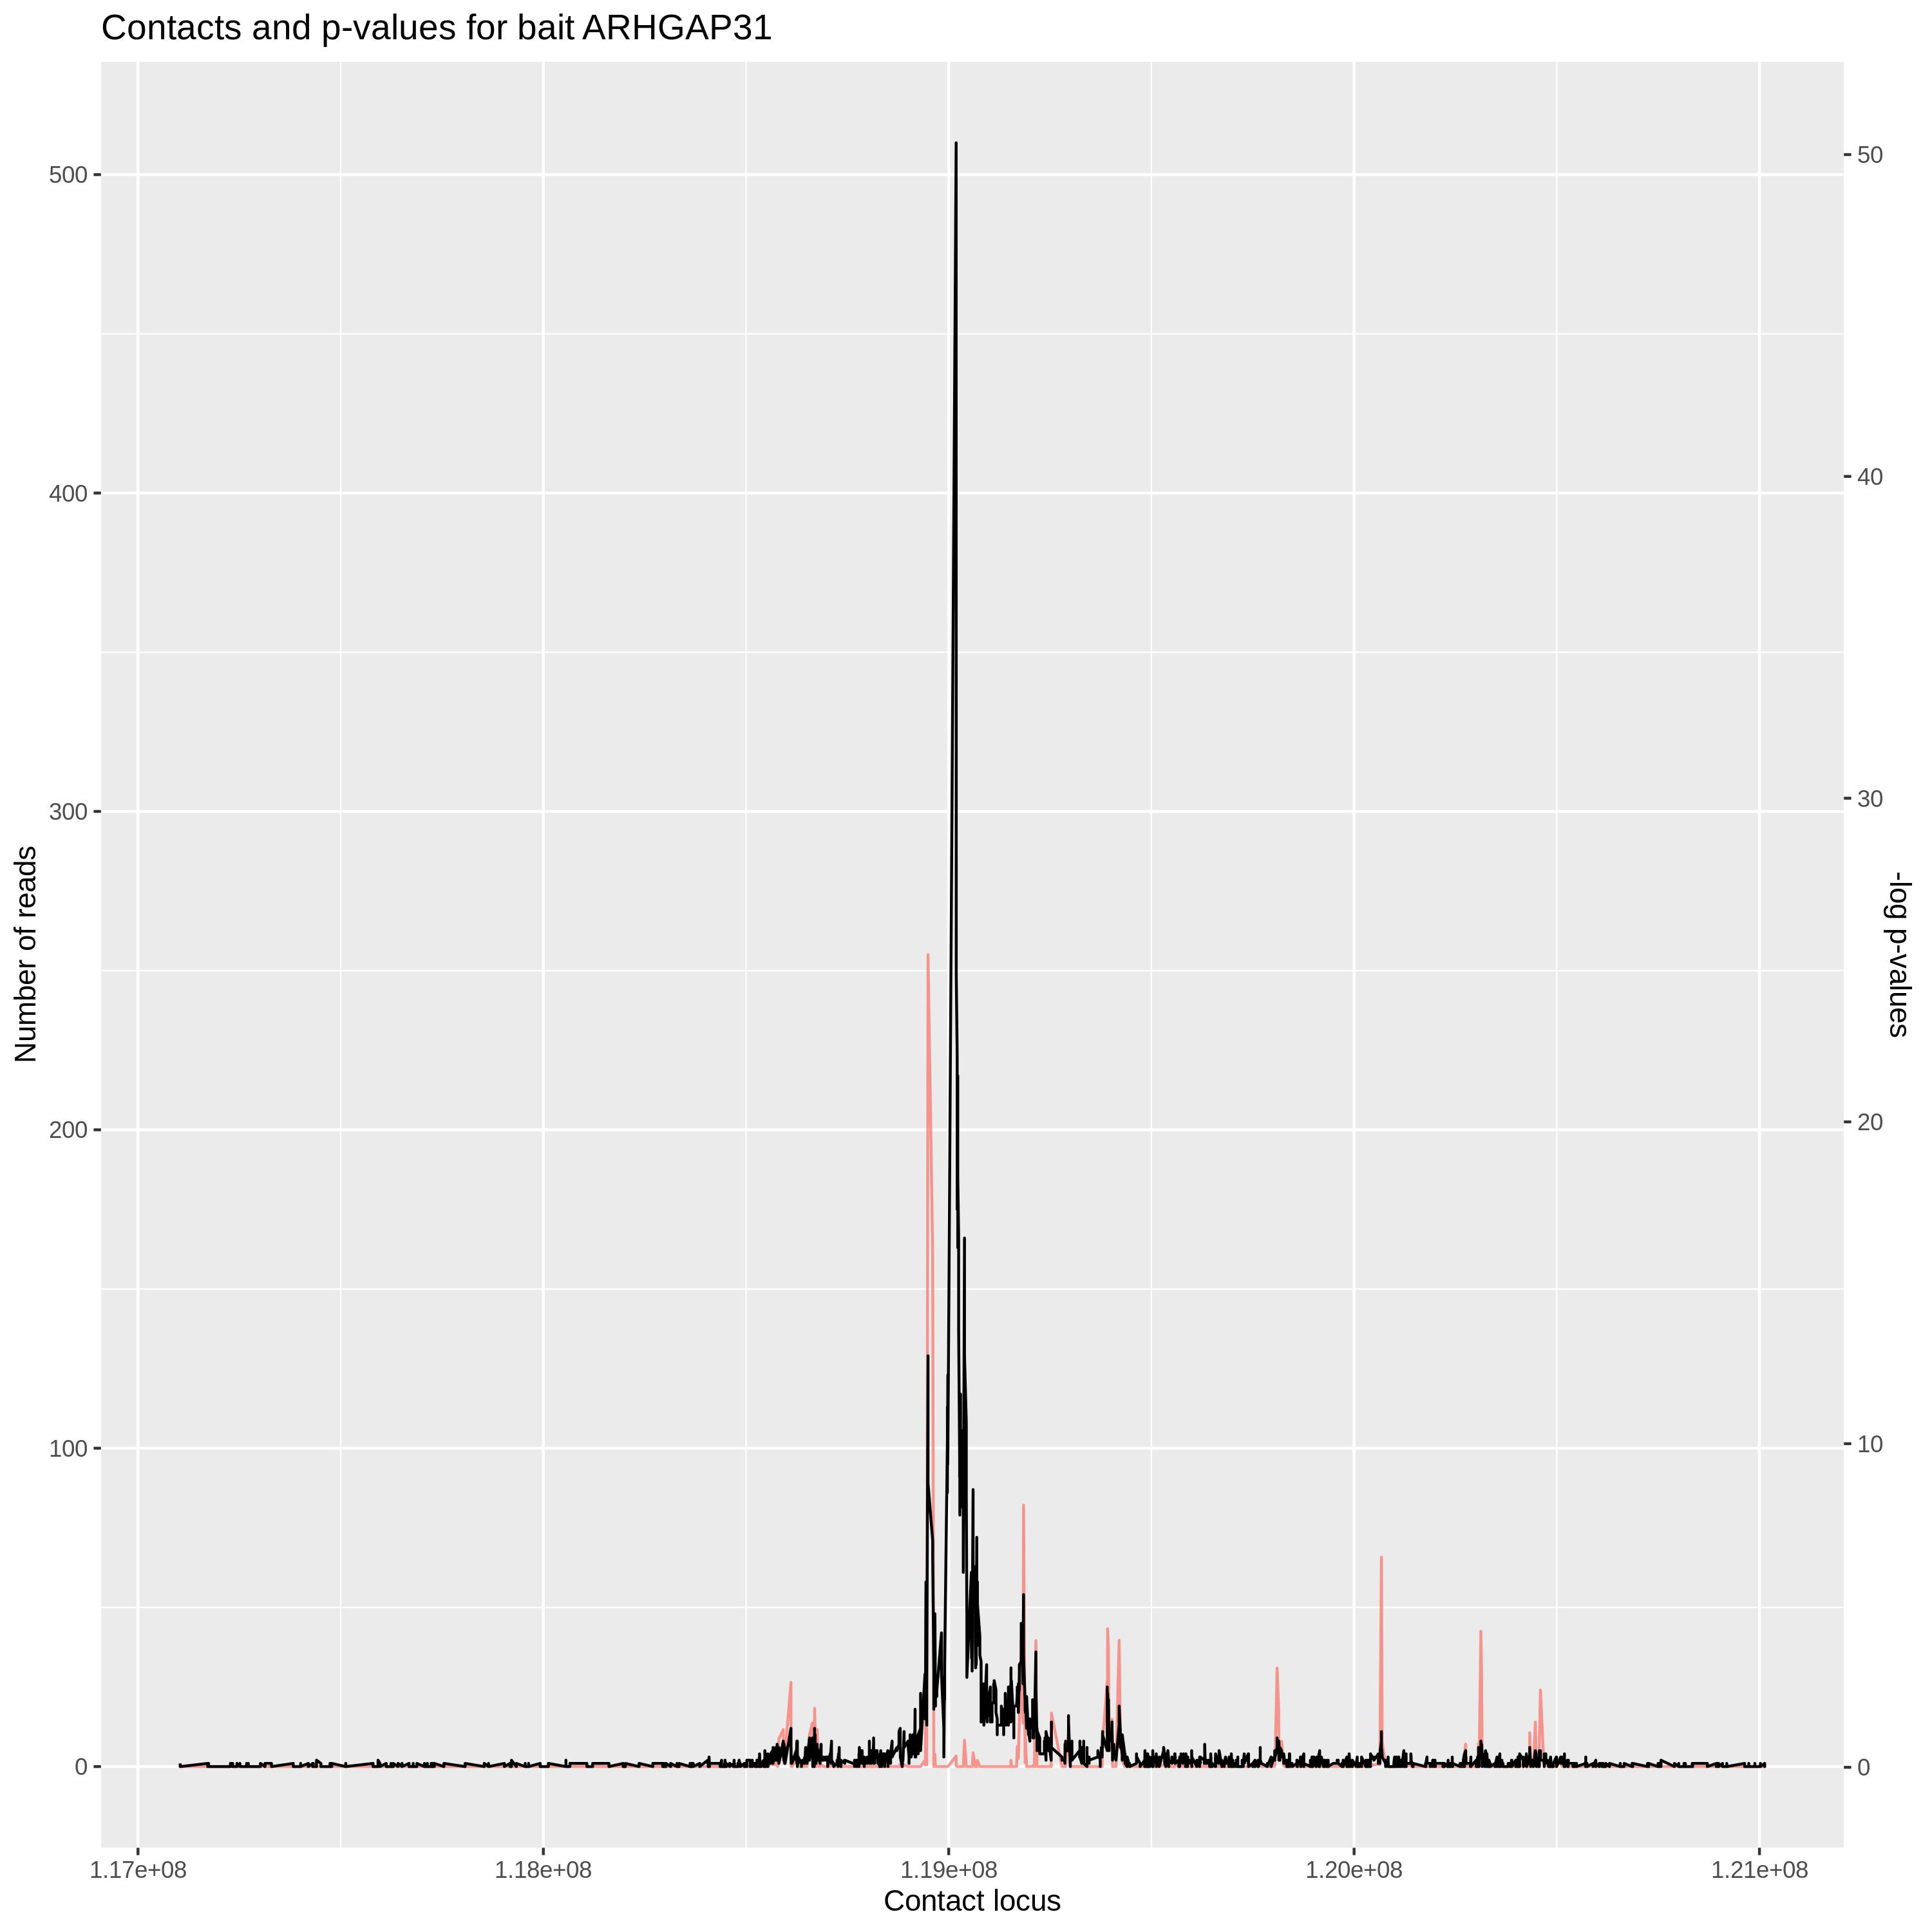 Contacts and p-values for bait ARHGAP31
500
400
300
200
100
0
Number of reads
50
40
30
20
10
0
-log p-values
1.17e+08
1.18e+08
1.19e+08
1.20e+08
1.21e+08
Contact locus